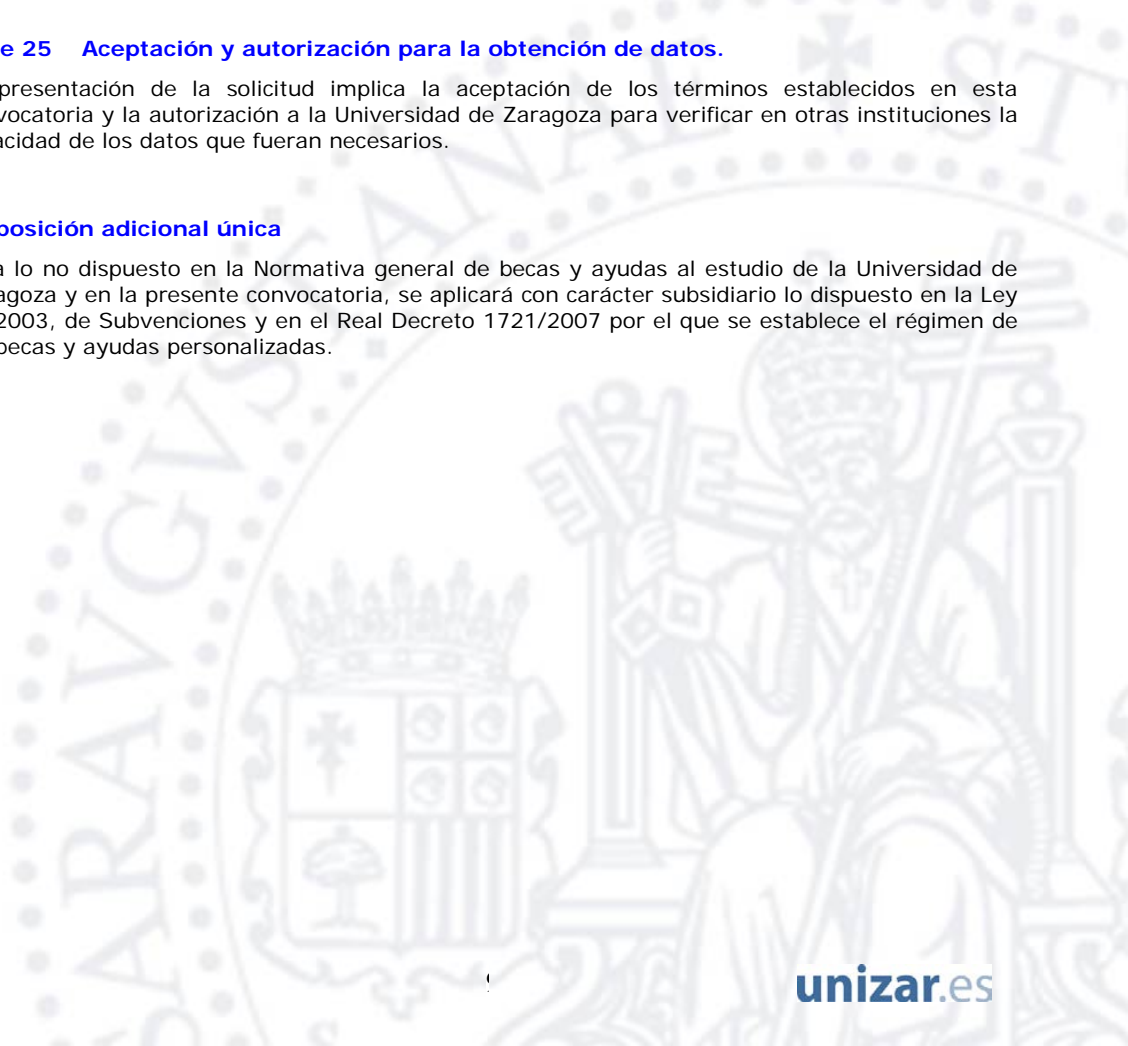 e 25 Aceptación y autorización para la obtención de datos.
presentación de la solicitud implica la aceptación de los términos establecidos en esta
vocatoria y la autorización a la Universidad de Zaragoza para verificar en otras instituciones la
acidad de los datos que fueran necesarios.
posición adicional única
a lo no dispuesto en la Normativa general de becas y ayudas al estudio de la Universidad de
agoza y en la presente convocatoria, se aplicará con carácter subsidiario lo dispuesto en la Ley
2003, de Subvenciones y en el Real Decreto 1721/2007 por el que se establece el régimen de
becas y ayudas personalizadas.
unizar.es